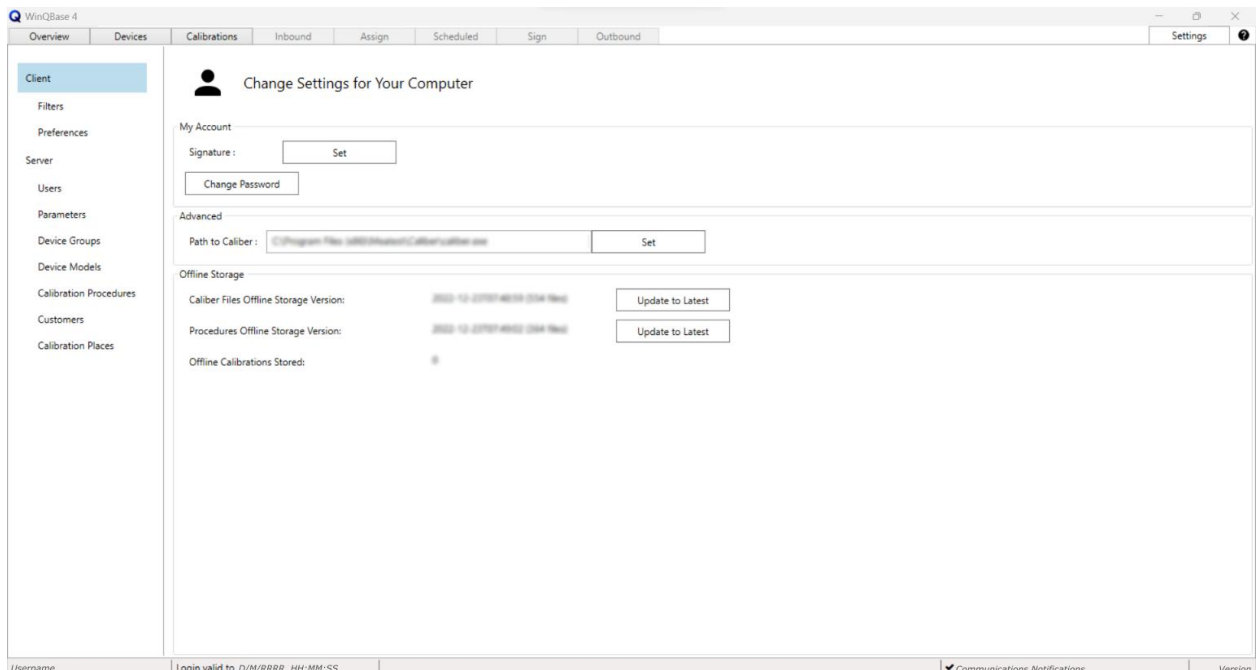 WinQBase 4
Overview Devices Calibrations Inbound Assign Scheduled Sign Outbound Settings ?
Client
Filters
Preferences
Server
Users
Parameters
Device Groups
Device Models
Calibration Procedures
Customers
Calibration Places
Change Settings for Your Computer
My Account
Signature : Set
Change Password
Advanced
Path to Caliber : Set
Offline Storage
Caliber Files Offline Storage Version: Update to Latest
Procedures Offline Storage Version: Update to Latest
Offline Calibrations Stored:
Username Login valid to D/M/RRRR HH:MM:SS ✔ Communications Notifications Version